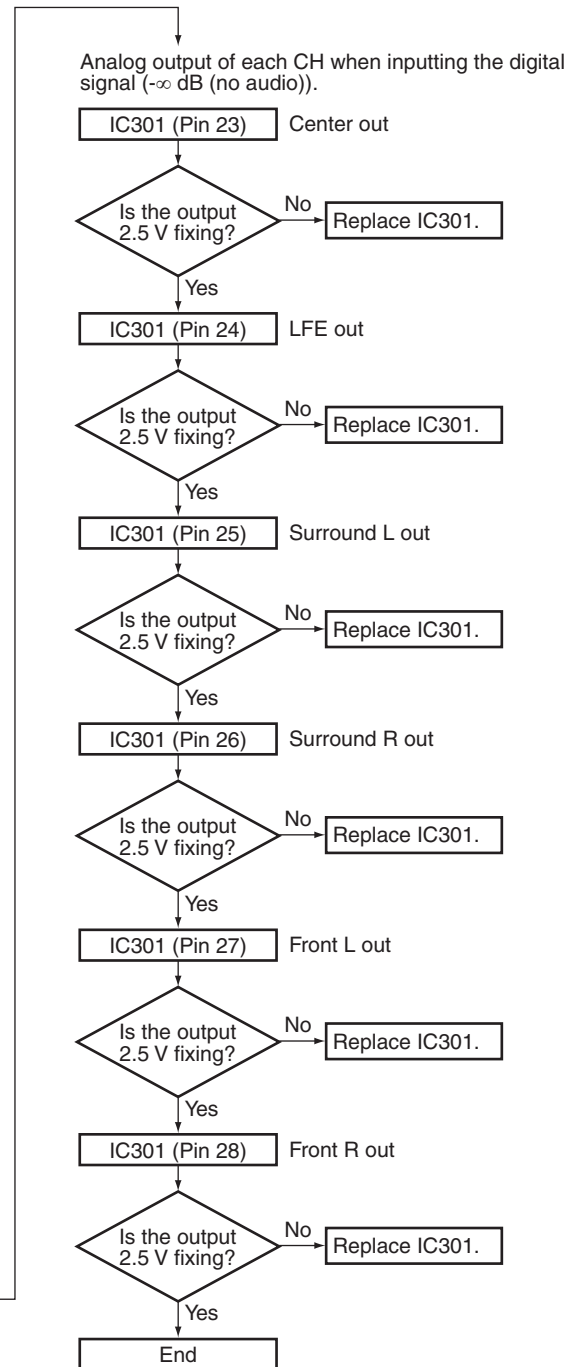 Analog output of each CH when inputting the digital
signal (-∞ dB (no audio)).
IC301 (Pin 23)
Center out
Is the output
2.5 V fixing?
No
Replace IC301.
Yes
IC301 (Pin 24)
LFE out
Is the output
2.5 V fixing?
No
Replace IC301.
Yes
IC301 (Pin 25)
Surround L out
Is the output
2.5 V fixing?
No
Replace IC301.
Yes
IC301 (Pin 26)
Surround R out
Is the output
2.5 V fixing?
No
Replace IC301.
Yes
IC301 (Pin 27)
Front L out
Is the output
2.5 V fixing?
No
Replace IC301.
Yes
IC301 (Pin 28)
Front R out
Is the output
2.5 V fixing?
No
Replace IC301.
Yes
End